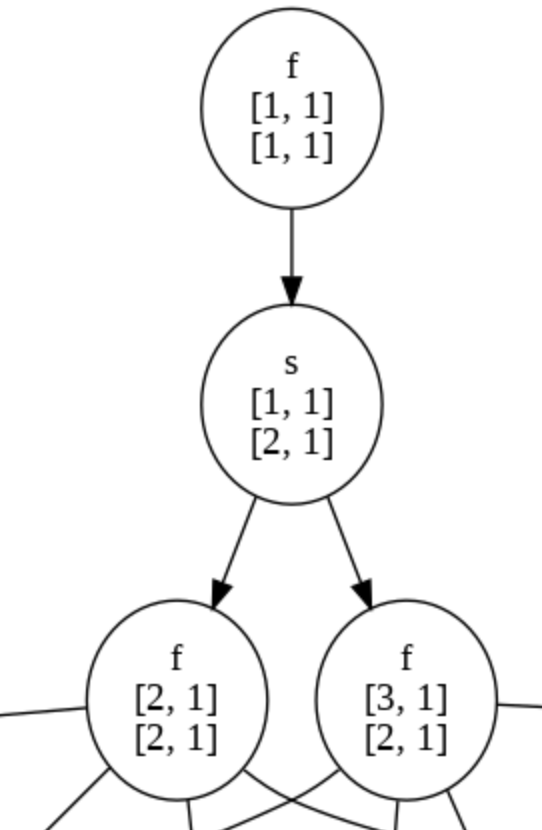 f
[1, 1]
[1, 1]
s
[1, 1]
[2, 1]
f
[2, 1]
[2, 1]
f
[3, 1]
[2, 1]